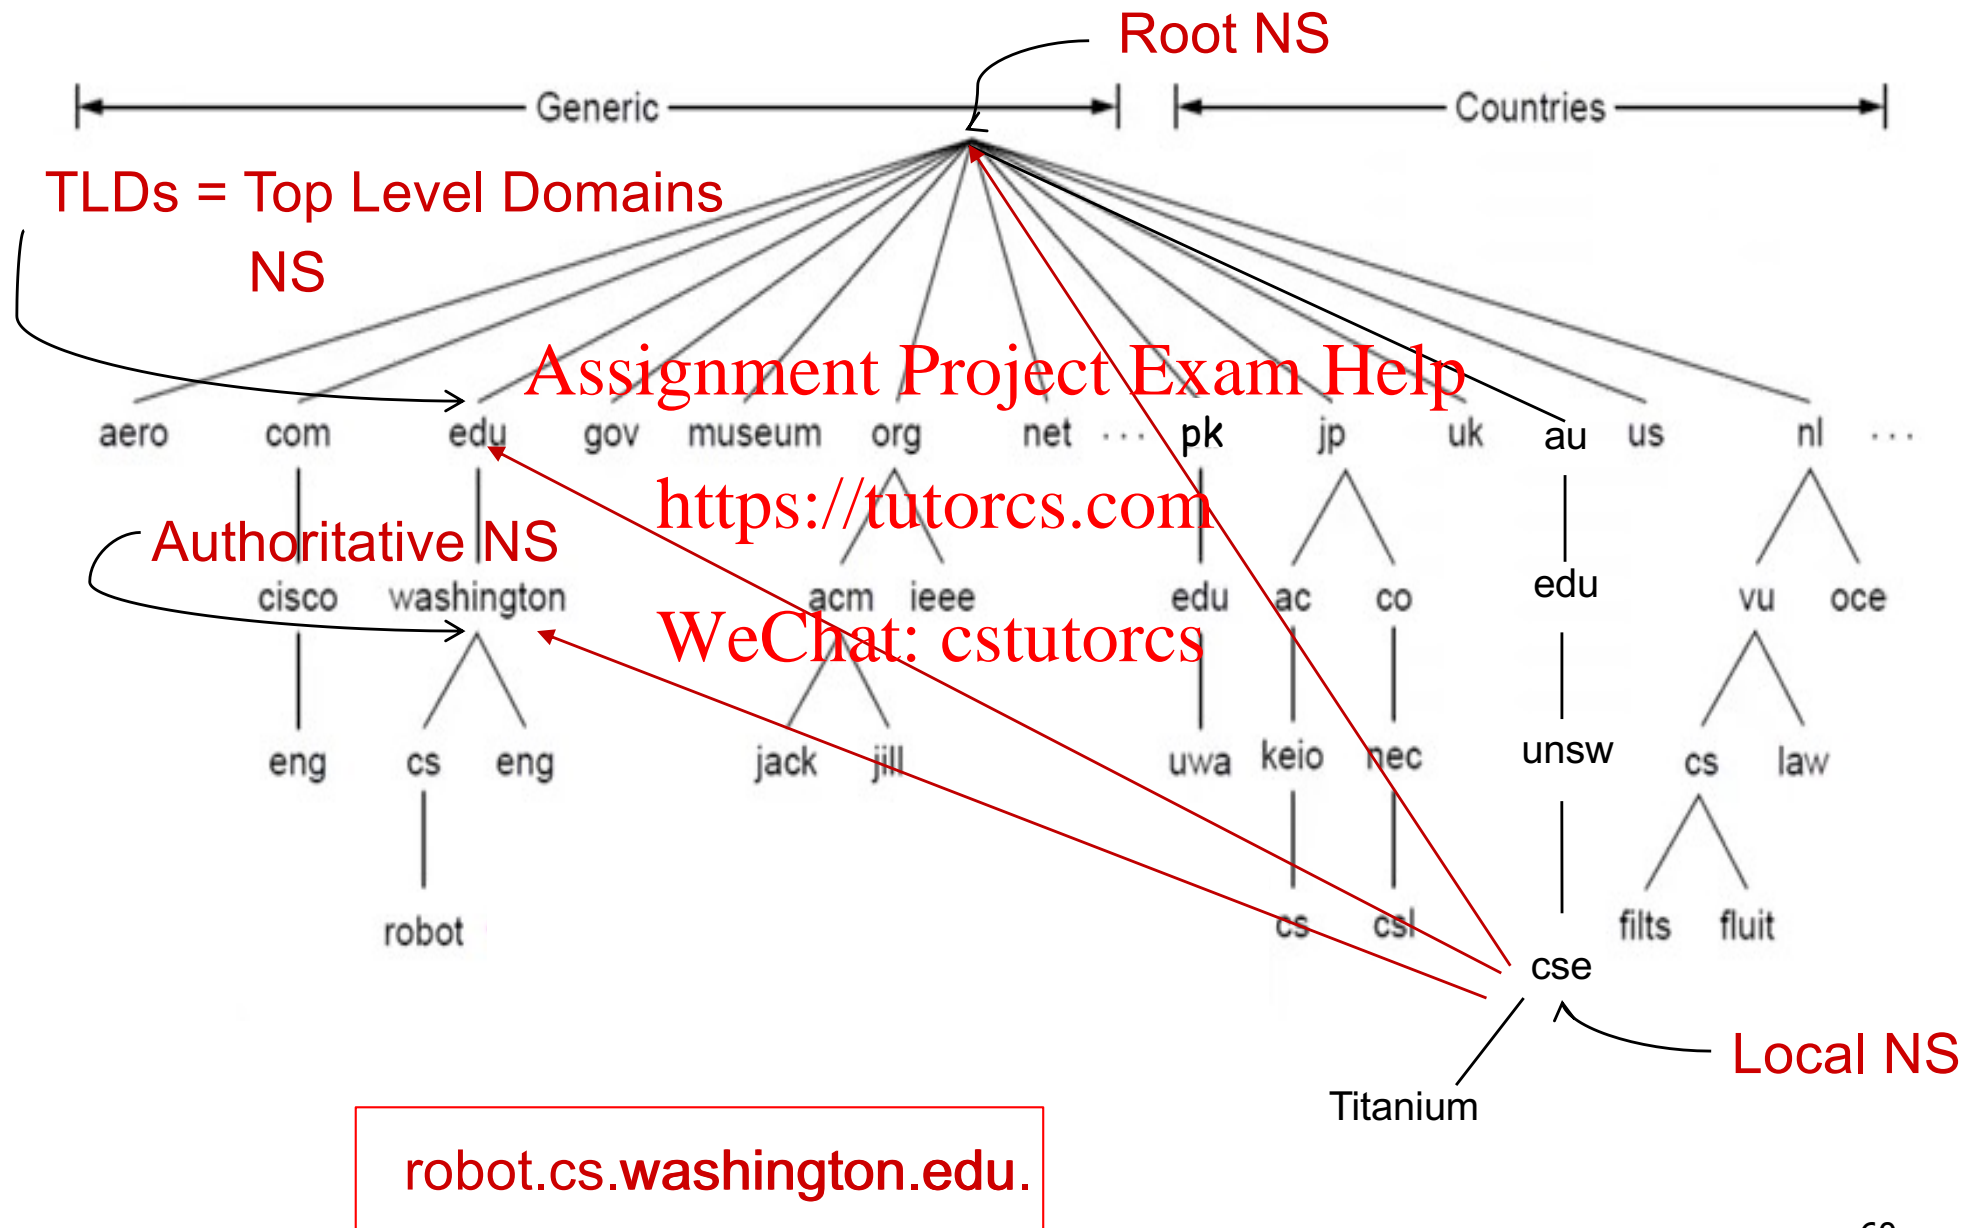 Root NS
Generic
Countries
TLDs = Top Level Domains
NS
Assignment Project Exam Help
aero com edu gov museum org net ... pk jp uk au us nl ...
https://tutorcs.com
Authoritative NS
cisco washington acm ieee edu ac co edu vu oce
WeChat: cstutorcs
eng cs eng jack jill uwa keio nec unsw cs law
robot cs csl filts fluit
cse
Local NS
Titanium
robot.cs.washington.edu.